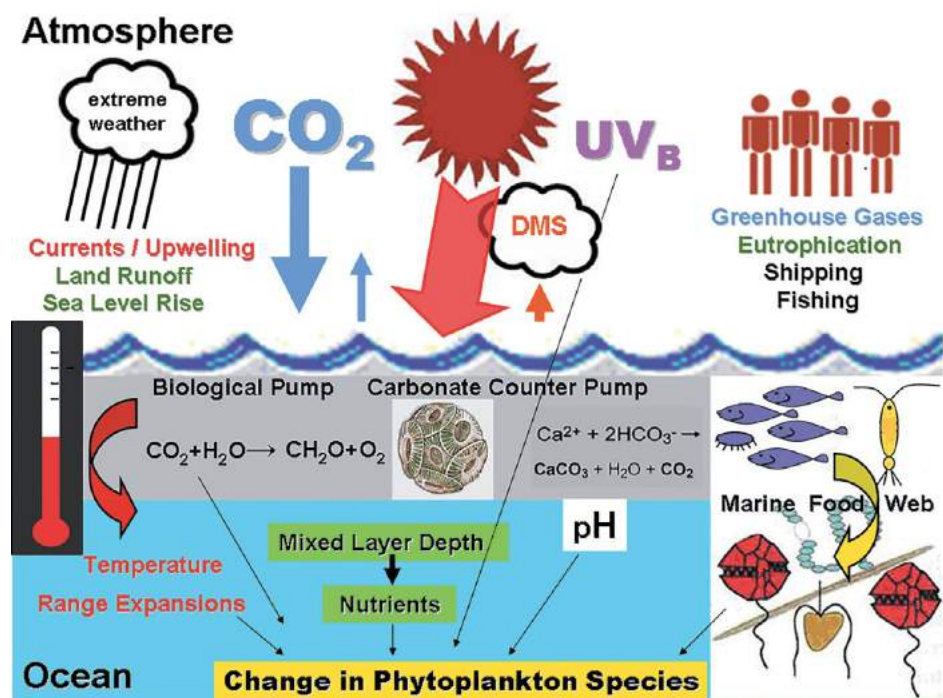 Atmosphere
extreme
weather
CO₂
UV_B
DMS
Greenhouse Gases
Eutrophication
Shipping
Fishing
Currents / Upwelling
Land Runoff
Sea Level Rise
Biological Pump
Carbonate Counter Pump
CO₂+H₂O→ CH₂O+O₂
Ca²⁺ + 2HCO₃⁻→
CaCO₃ + H₂O + CO₂
Marine Food Web
pH
Mixed Layer Depth
Nutrients
Temperature
Range Expansions
Ocean
Change in Phytoplankton Species